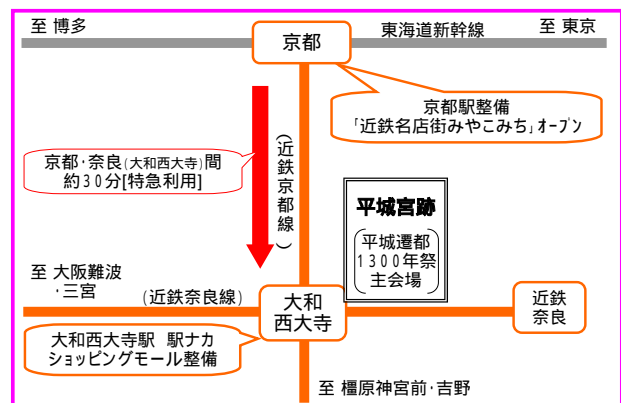 至 博多
東海道新幹線
至 東京
京都
京都駅整備
「近鉄名店街みやこみち」オープン
京都・奈良(大和西大寺)間
約30分[特急利用]
(近鉄京都線)
平城宮跡
平城遷都
1300年祭
主会場
至 大阪難波
・三宮
(近鉄奈良線)
大和
西大寺
近鉄
奈良
大和西大寺駅 駅ナカ
ショッピングモール整備
至 橿原神宮前・吉野